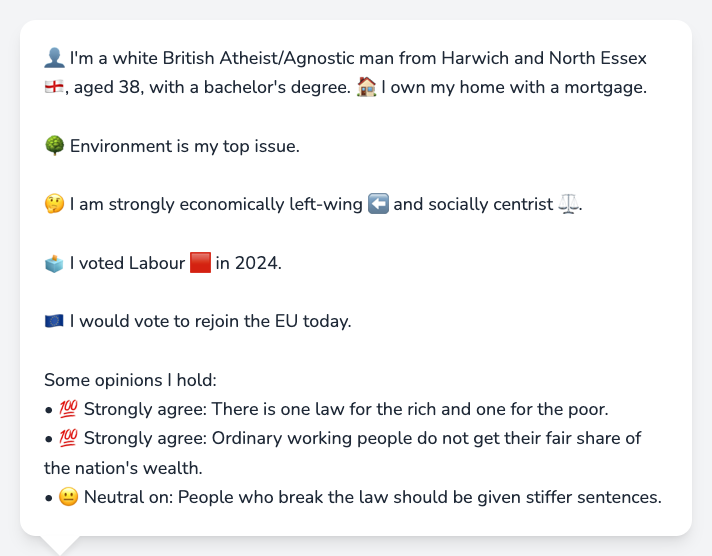 👤 I'm a white British Atheist/Agnostic man from Harwich and North Essex
🏴󠁧󠁢󠁥󠁮󠁧󠁿, aged 38, with a bachelor's degree. 🏠 I own my home with a mortgage.
🌳 Environment is my top issue.
🤔 I am strongly economically left-wing ⬅️ and socially centrist ⚖️.
🗳️ I voted Labour 🟥 in 2024.
🇪🇺 I would vote to rejoin the EU today.
Some opinions I hold:
• 💯 Strongly agree: There is one law for the rich and one for the poor.
• 💯 Strongly agree: Ordinary working people do not get their fair share of
the nation's wealth.
• 😐 Neutral on: People who break the law should be given stiffer sentences.